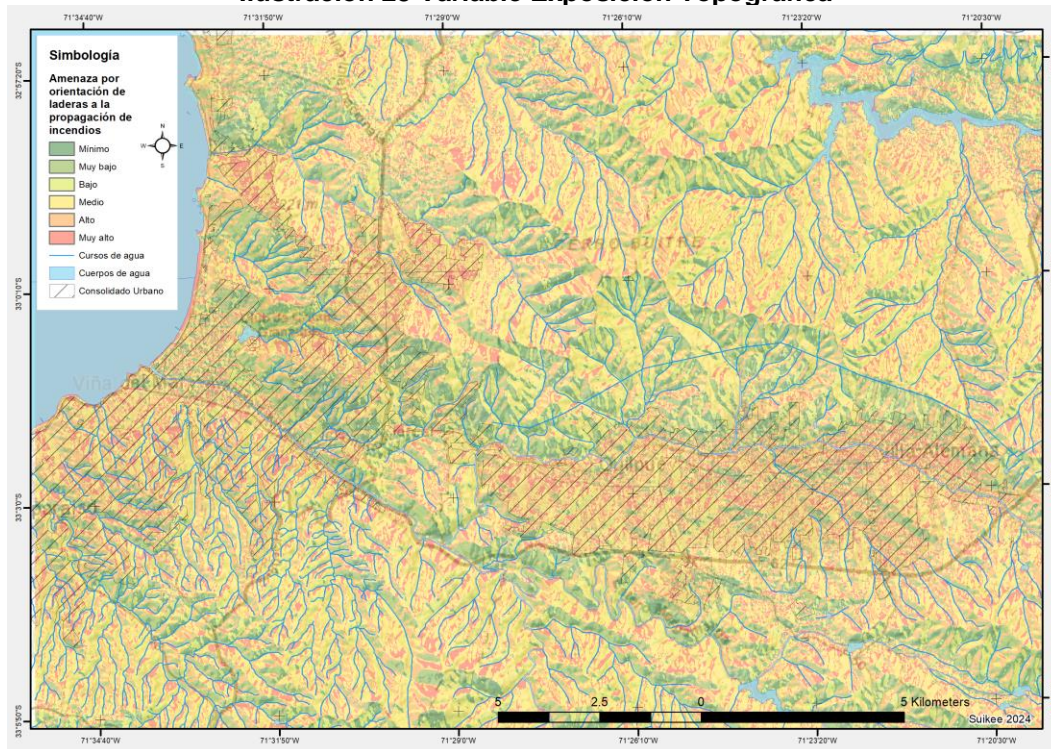 Ilustración 25 Variable Exposición Topográfica
71°34'40"W 71°31'50"W 71°29'0"W 71°26'10"W 71°23'20"W 71°20'30"W
Simbología
Amenaza por
orientación de
laderas a la
propagación de
incendios
Mínimo
Muy bajo
Bajo
Medio
Alto
Muy alto
Cursos de agua
Cuerpos de agua
Consolidado Urbano
N
W E
S
32°57'20"S
33°0'10"S
33°3'0"S
33°5'50"S
Viña del Mar
Quilpué
Villa Alemana
5 2.5 0 5 Kilometers
Suikee 2024
71°34'40"W 71°31'50"W 71°29'0"W 71°26'10"W 71°23'20"W 71°20'30"W